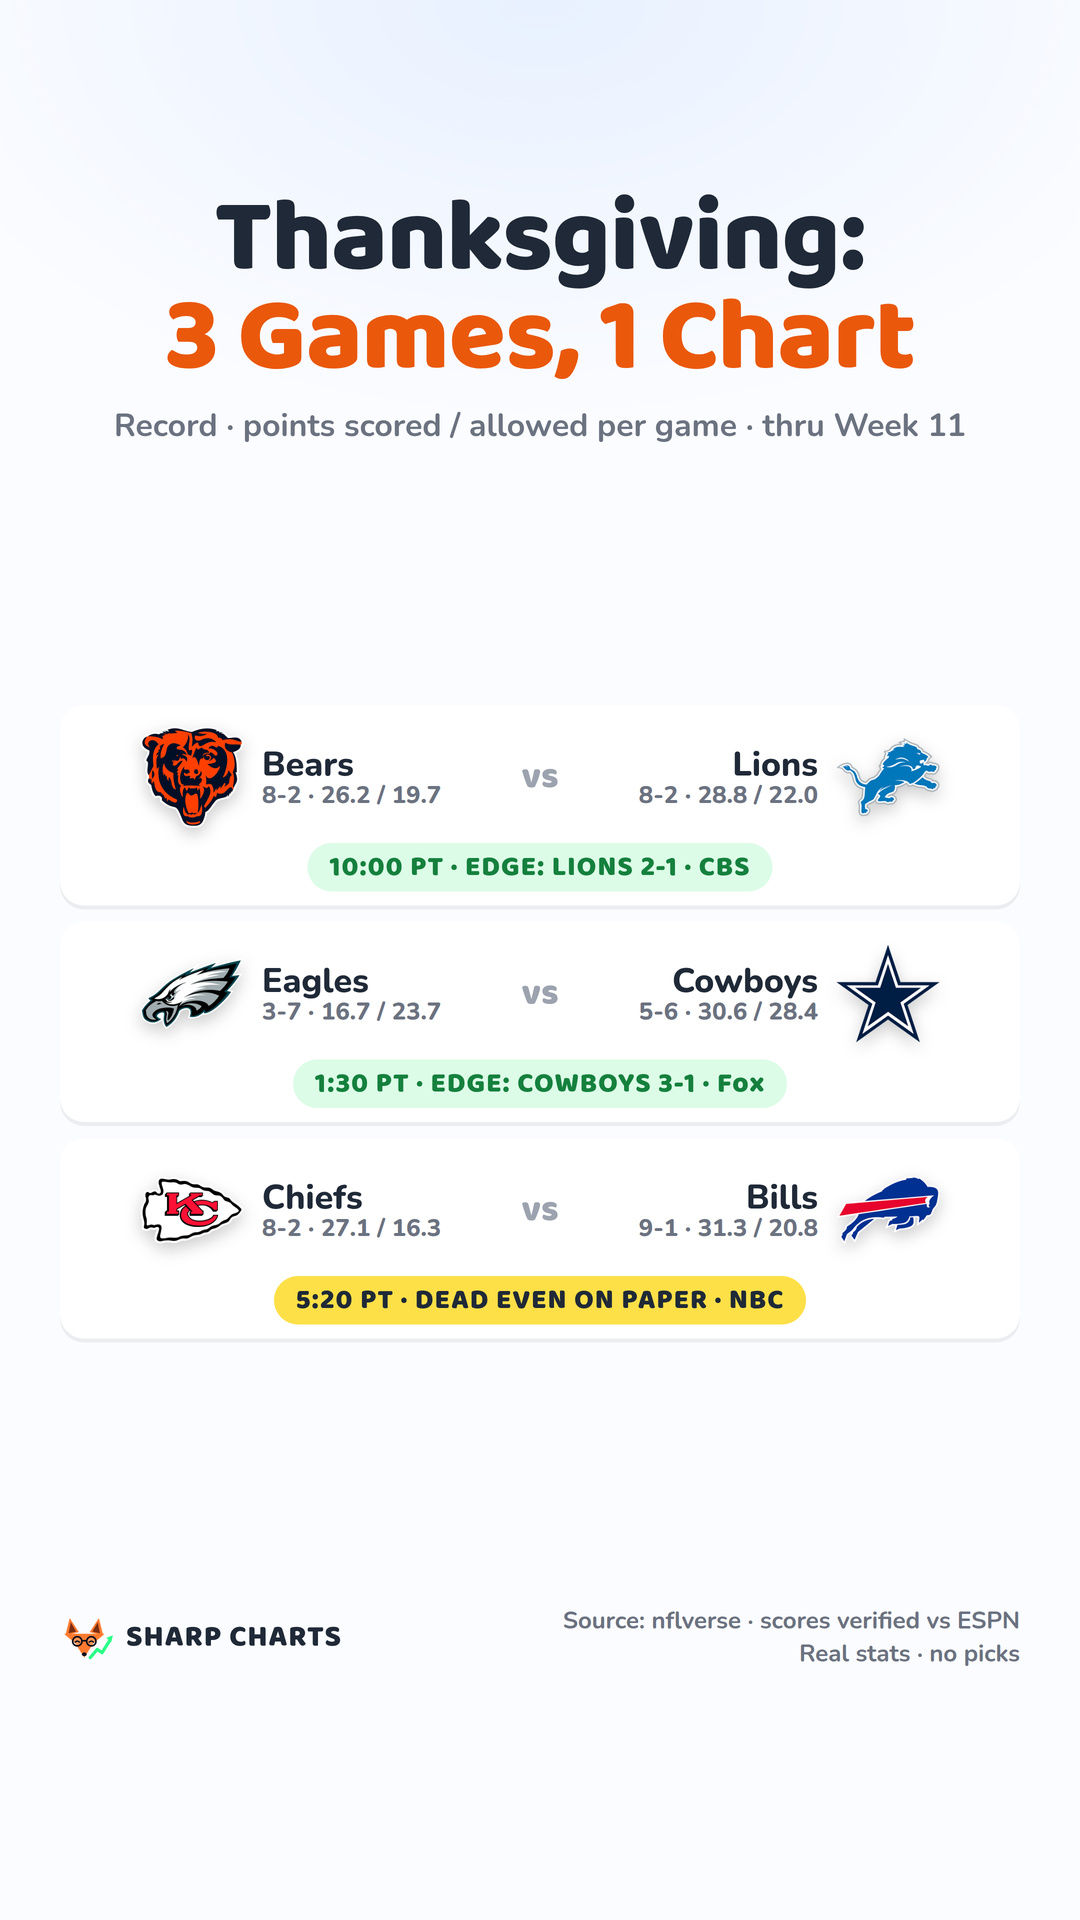 Thanksgiving:
3 Games, 1 Chart
Record · points scored / allowed per game · thru Week 11
Bears vs Lions
8-2 · 26.2 / 19.7 8-2 · 28.8 / 22.0
10:00 PT · EDGE: LIONS 2-1 · CBS
Eagles vs Cowboys
3-7 · 16.7 / 23.7 5-6 · 30.6 / 28.4
1:30 PT · EDGE: COWBOYS 3-1 · Fox
KC
Chiefs vs Bills
8-2 · 27.1 / 16.3 9-1 · 31.3 / 20.8
5:20 PT · DEAD EVEN ON PAPER · NBC
SHARP CHARTS
Source: nflverse · scores verified vs ESPN
Real stats · no picks